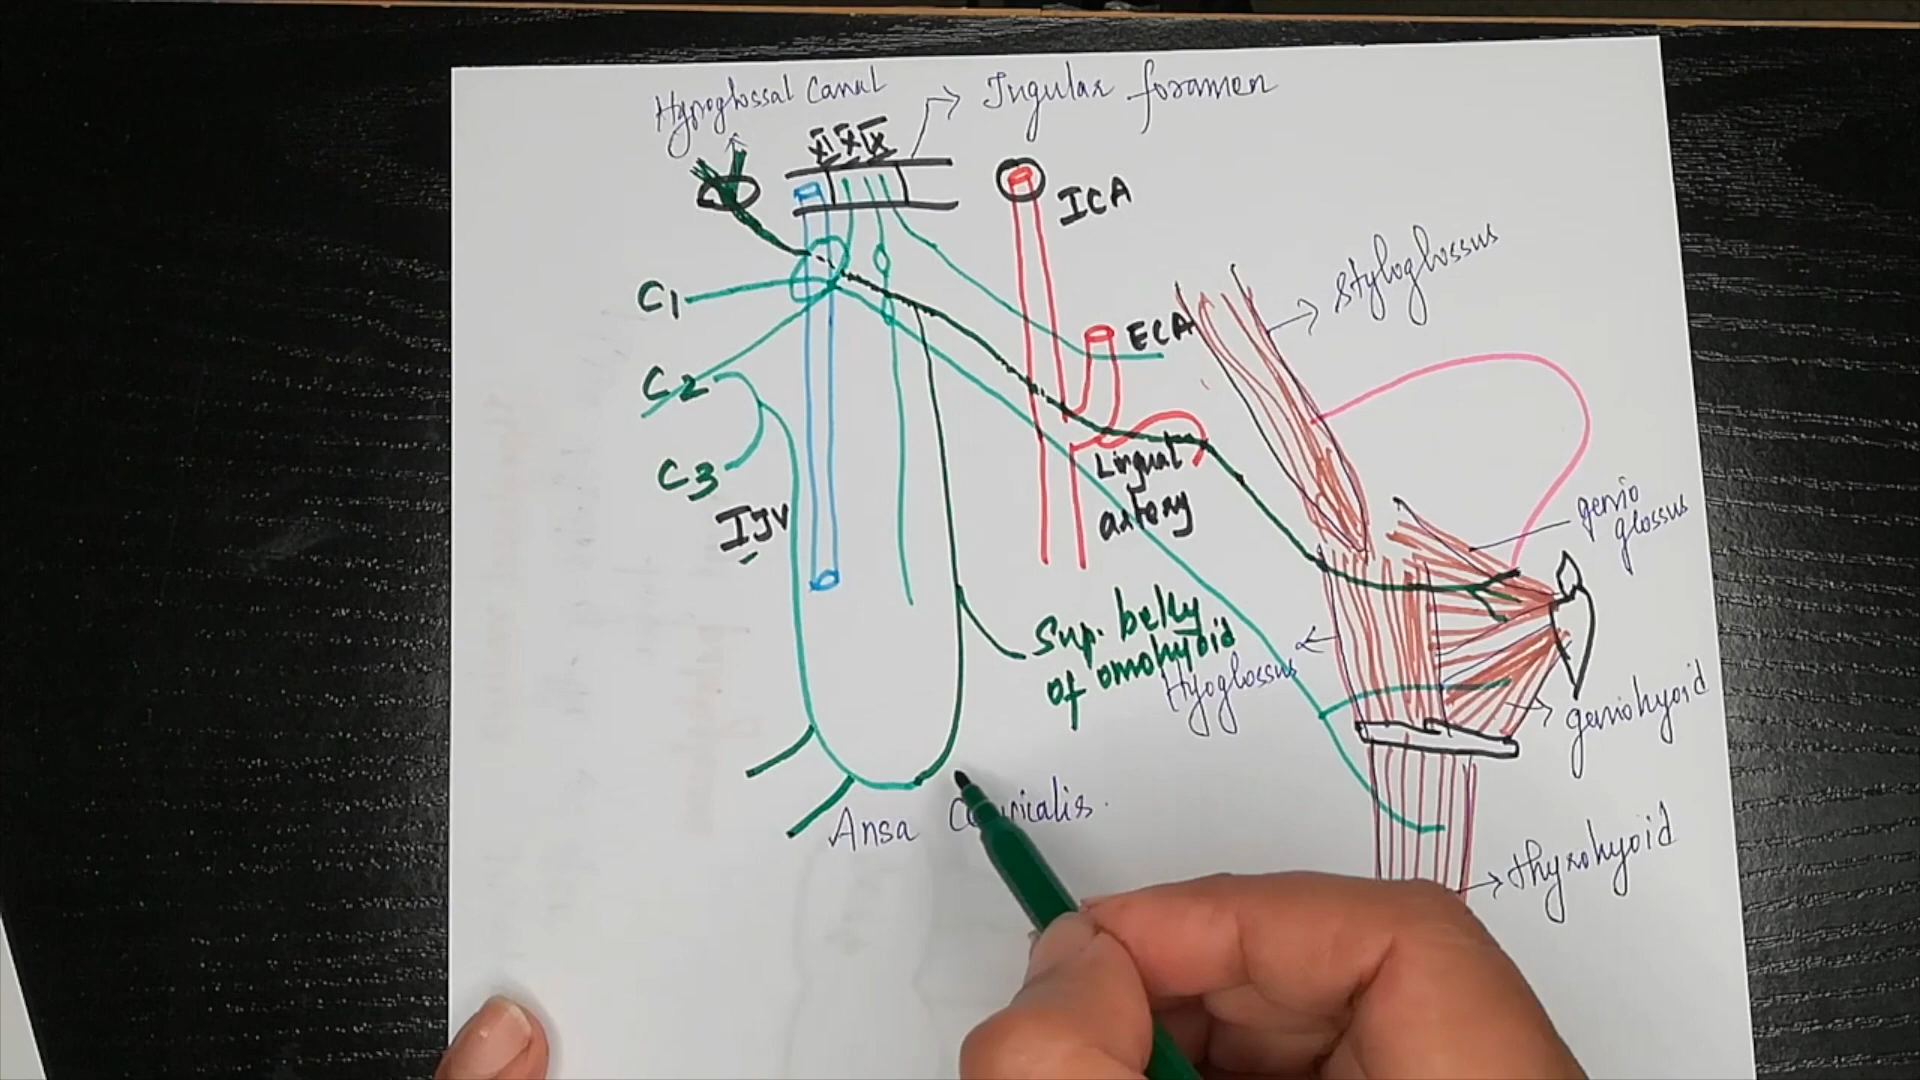 Hypoglossal Canal
Jugular foramen
XI X IX
ICA
C1
styloglossus
ECA
C2
C3
Lingual
artery
IJV
genio
glossus
Sup. belly
of omohyoid
Hyoglossus
geniohyoid
Ansa Cervicalis.
thyrohyoid